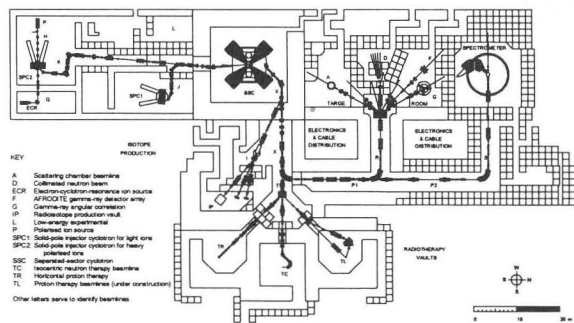 P
H
L
K
SPC2
SPC1
J
ECR
Q
SSC
X
A
D
F
G
TARGET
ROOM
SPECTROMETER
ISOTOPE
PRODUCTION
ELECTRONICS
& CABLE
DISTRIBUTION
ELECTRONICS
& CABLE
DISTRIBUTION
R
S
X
I
IP
T
P1
P2
TR
TC
TL
RADIOTHERAPY
VAULTS
KEY
A Scattering chamber beamline
D Collimated neutron beam
ECR Electron-cyclotron-resonance ion source
F AFRODITE gamma-ray detector array
G Gamma-ray angular correlation
IP Radioisotope production vault
L Low-energy experimental
P Polarised ion source
SPC1 Solid-pole injector cyclotron for light ions
SPC2 Solid-pole injector cyclotron for heavy
polarised ions
SSC Separated-sector cyclotron
TC Isocentric neutron therapy beamline
TR Horizontal proton therapy
TL Proton therapy beamlines (under construction)
Other letters serve to identify beamlines
W
S N
E
0 10 20 m